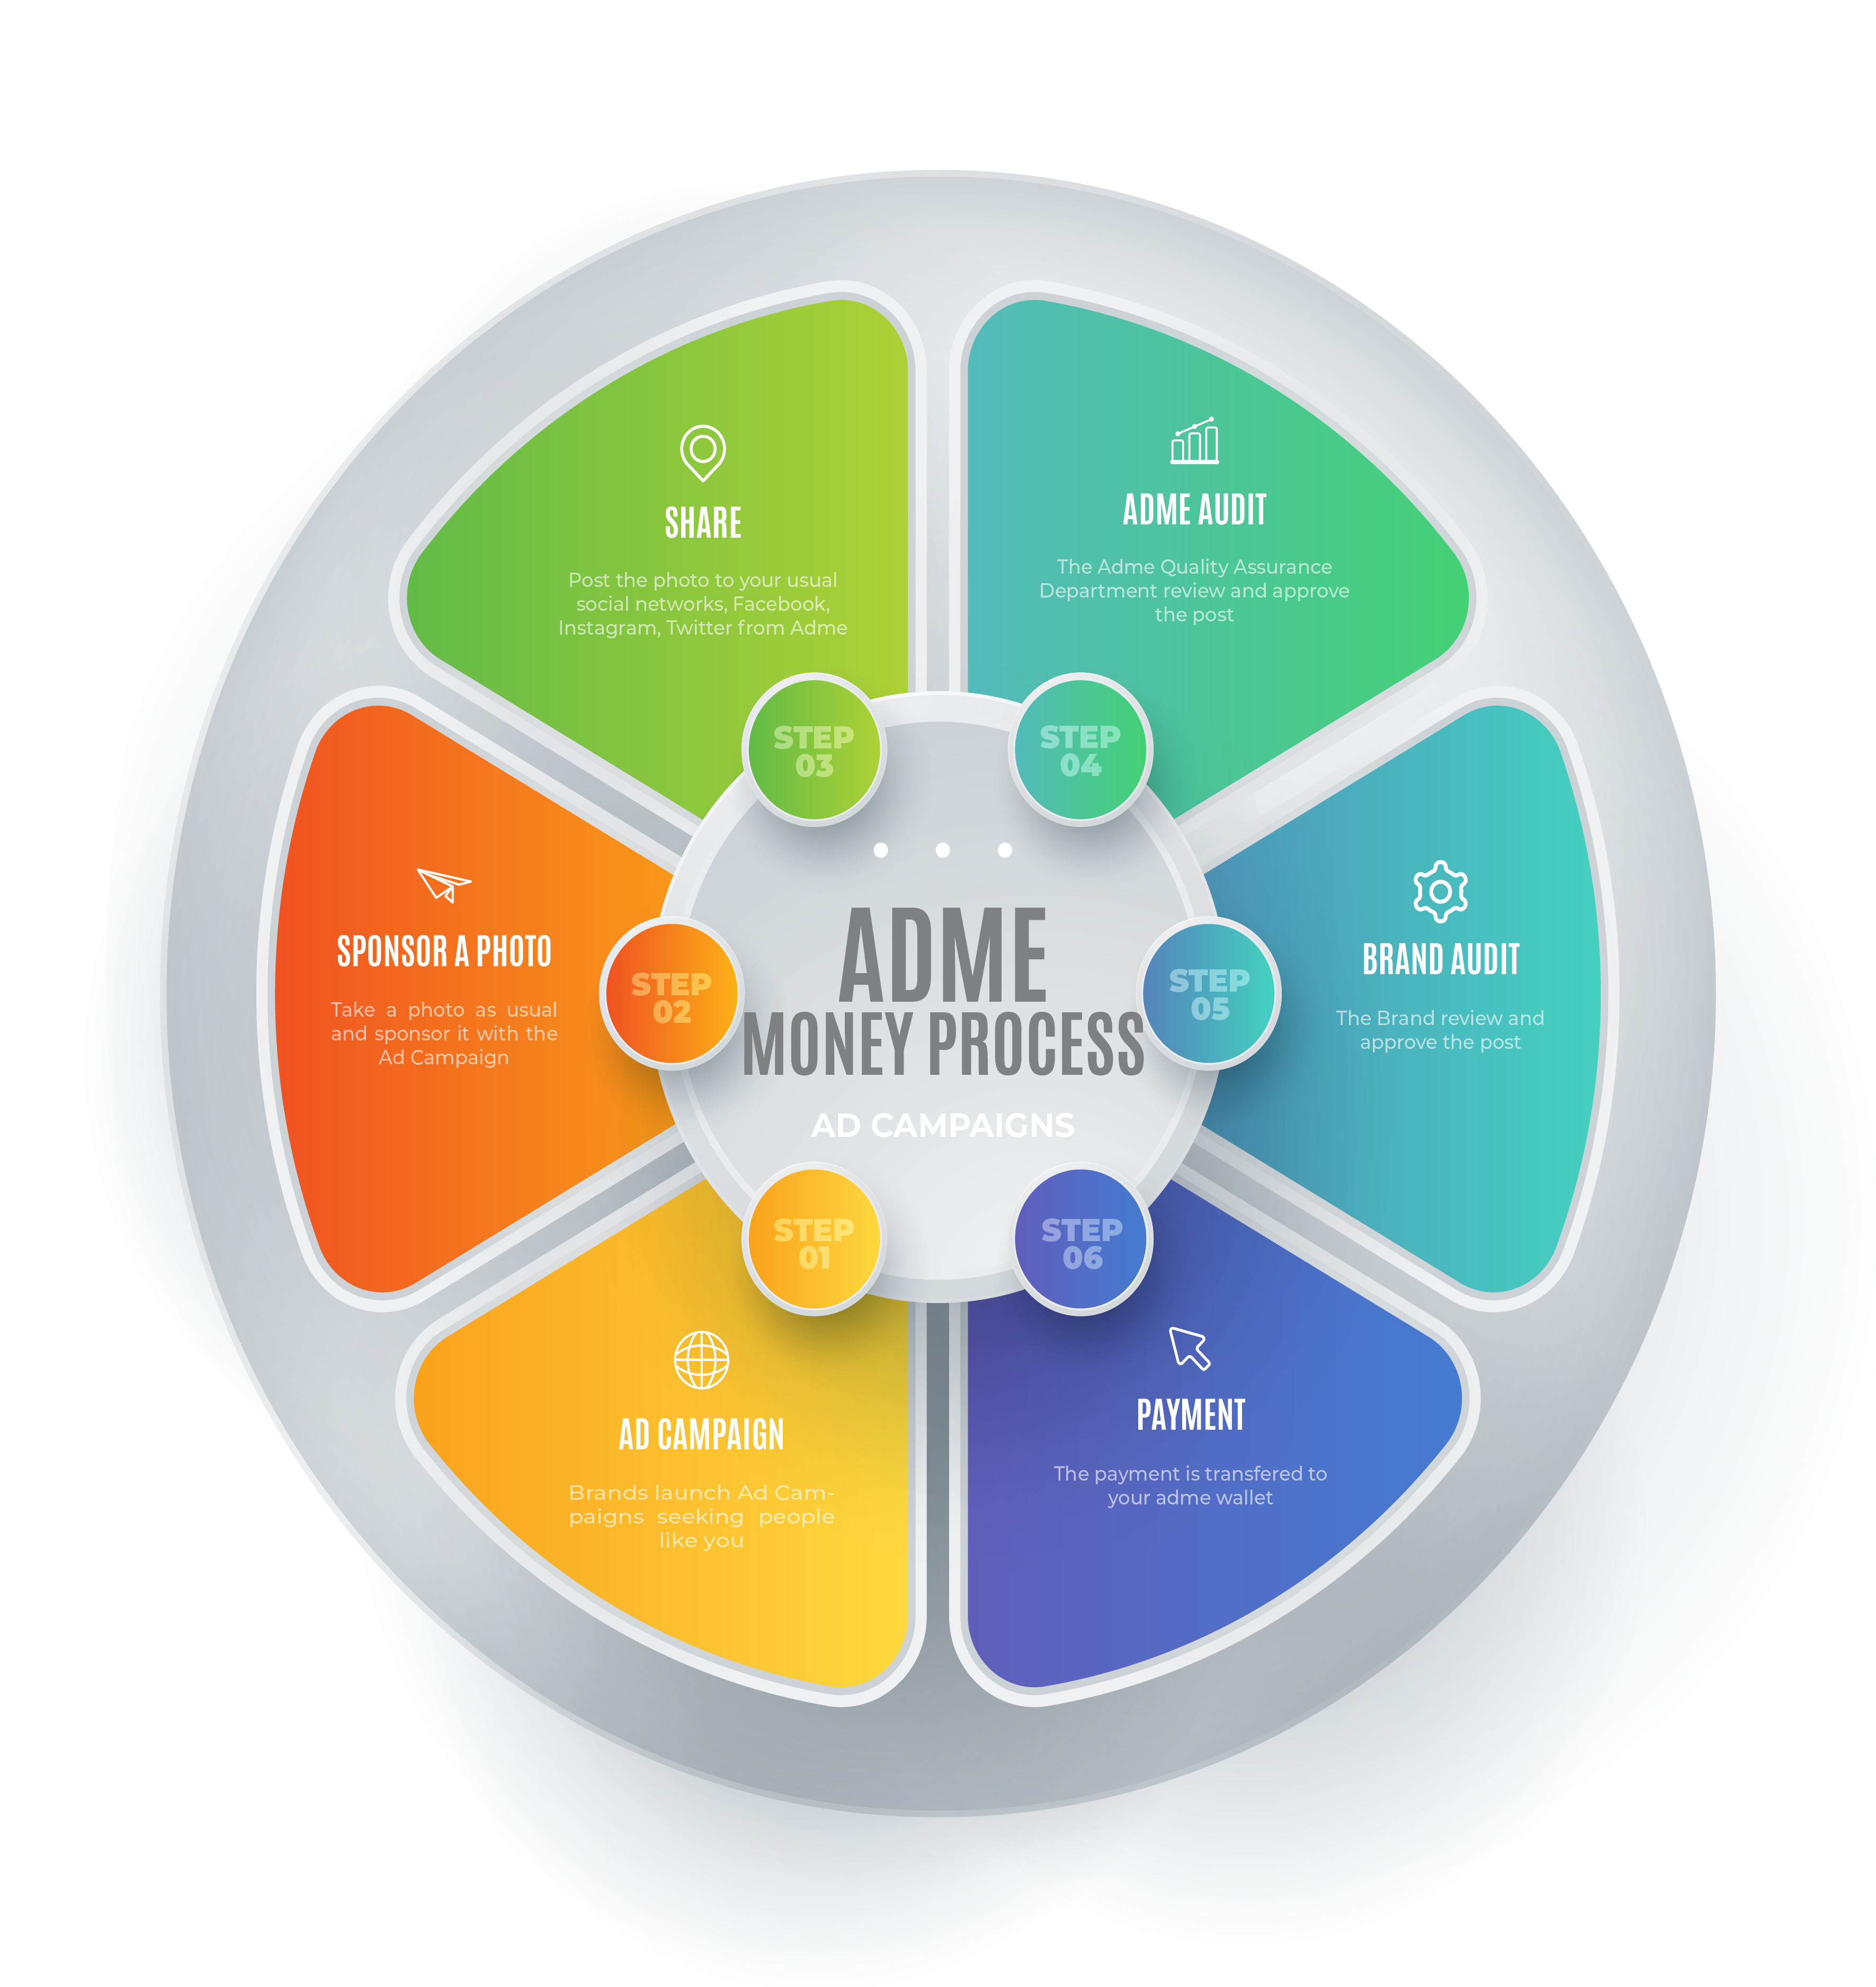 SHARE
Post the photo to your usual
social networks, Facebook,
Instagram, Twitter from Adme
STEP
03
ADME AUDIT
The Adme Quality Assurance
Department review and approve
the post
STEP
04
SPONSOR A PHOTO
Take a photo as usual
and sponsor it with the
Ad Campaign
STEP
02
ADME
MONEY PROCESS
AD CAMPAIGNS
STEP
05
BRAND AUDIT
The Brand review and
approve the post
STEP
01
AD CAMPAIGN
Brands launch Ad Cam-
paigns seeking people
like you
STEP
06
PAYMENT
The payment is transfered to
your adme wallet